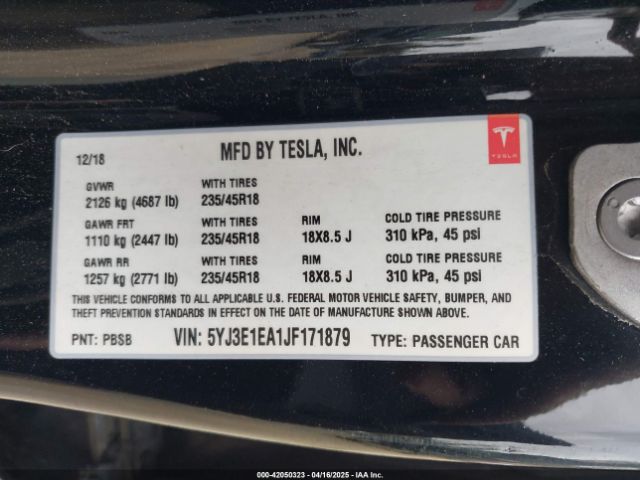 12/18 MFD BY TESLA, INC.
TESLA
GVWR WITH TIRES
2126 kg (4687 lb) 235/45R18
GAWR FRT WITH TIRES RIM COLD TIRE PRESSURE
1110 kg (2447 lb) 235/45R18 18X8.5 J 310 kPa, 45 psi
GAWR RR WITH TIRES RIM COLD TIRE PRESSURE
1257 kg (2771 lb) 235/45R18 18X8.5 J 310 kPa, 45 psi
THIS VEHICLE CONFORMS TO ALL APPLICABLE U.S. FEDERAL MOTOR VEHICLE SAFETY, BUMPER, AND
THEFT PREVENTION STANDARDS IN EFFECT ON THE DATE OF MANUFACTURE SHOWN ABOVE.
PNT: PBSB VIN: 5YJ3E1EA1JF171879 TYPE: PASSENGER CAR
000-42050323 - 04/16/2025 - IAA Inc.